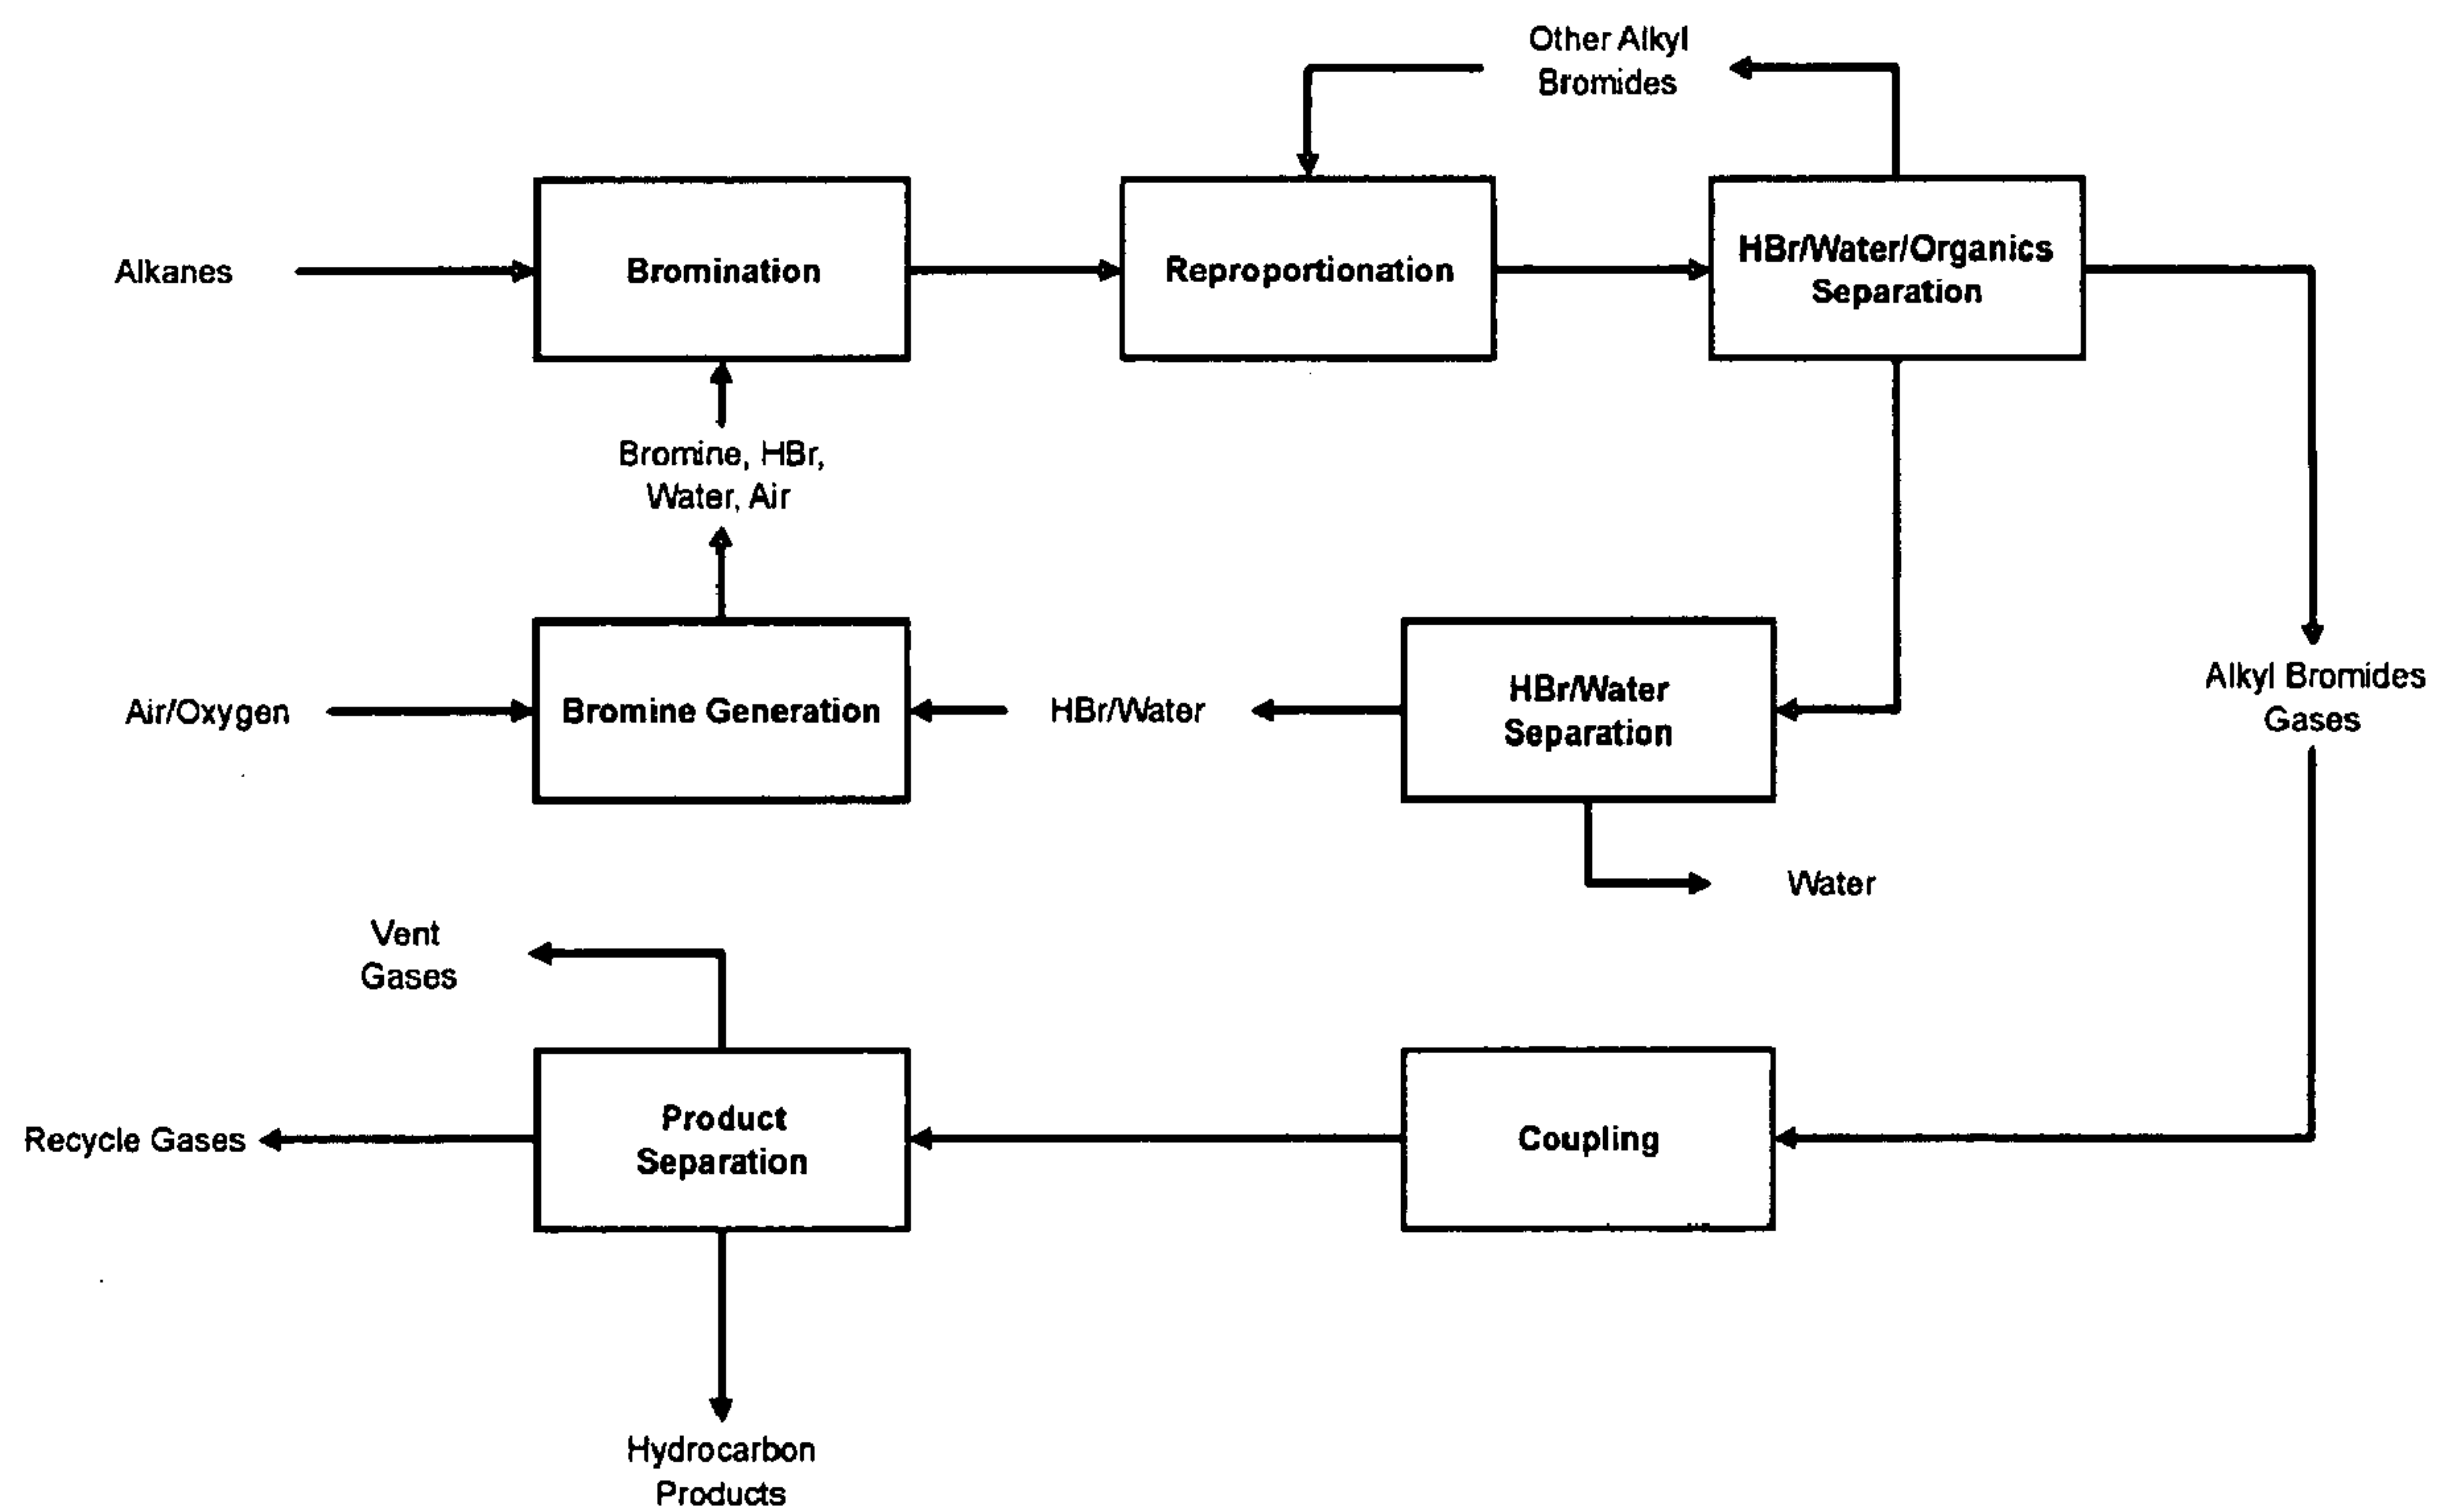 Other Alkyl
Bromides
Alkanes
Bromination
Reproportionation
HBr/Water/Organics
Separation
Bromine, HBr,
Water, Air
Air/Oxygen
Bromine Generation
HBr/Water
HBr/Water
Separation
Alkyl Bromides
Gases
Water
Vent
Gases
Recycle Gases
Product
Separation
Coupling
Hydrocarbon
Products